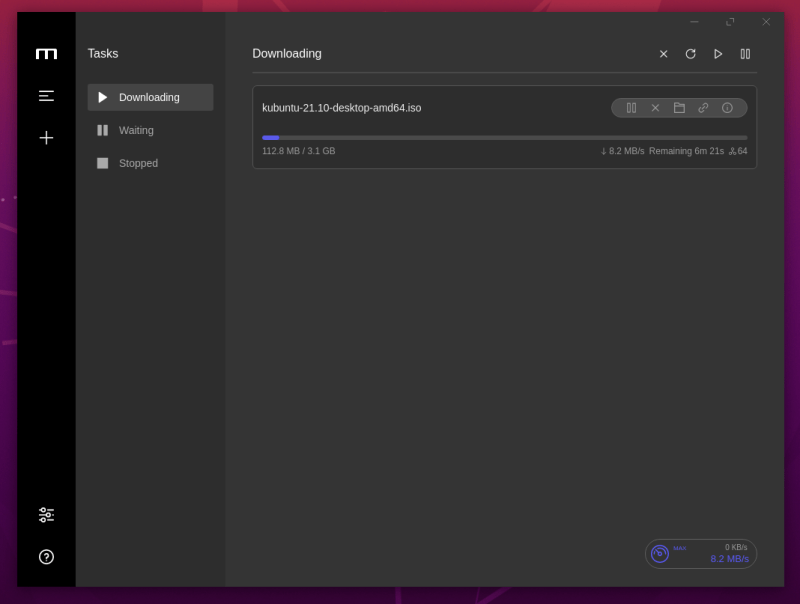 Tasks
Downloading
Waiting
Stopped
Downloading
kubuntu-21.10-desktop-amd64.iso
112.8 MB / 3.1 GB
↓ 8.2 MB/s Remaining 6m 21s 64
MAX
0 KB/s
8.2 MB/s